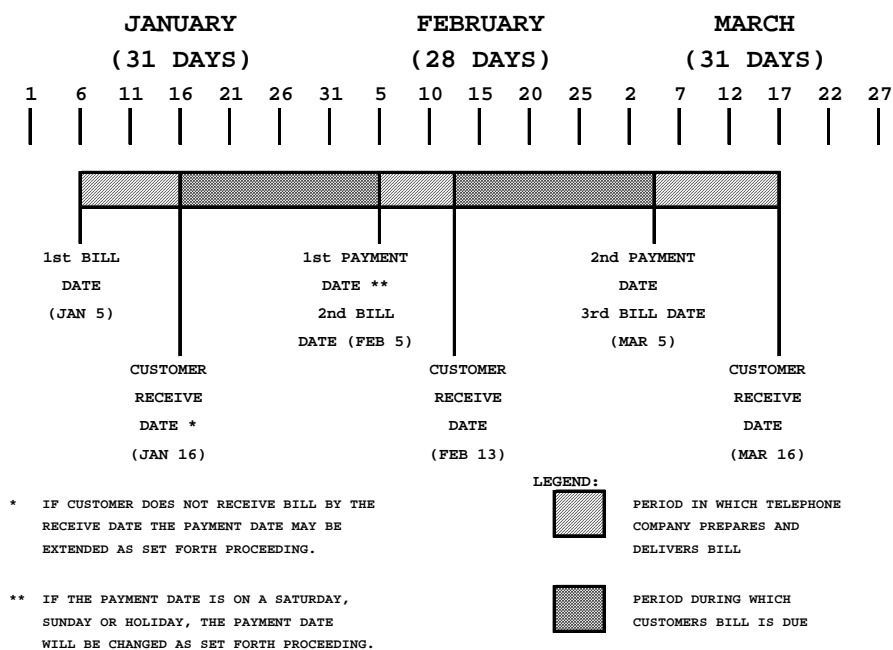 JANUARY FEBRUARY MARCH
(31 DAYS) (28 DAYS) (31 DAYS)
1 6 11 16 21 26 31 5 10 15 20 25 2 7 12 17 22 27
1st BILL
DATE
(JAN 5)
1st PAYMENT
DATE **
2nd BILL
DATE (FEB 5)
2nd PAYMENT
DATE
3rd BILL DATE
(MAR 5)
CUSTOMER
RECEIVE
DATE *
(JAN 16)
CUSTOMER
RECEIVE
DATE
(FEB 13)
CUSTOMER
RECEIVE
DATE
(MAR 16)
* IF CUSTOMER DOES NOT RECEIVE BILL BY THE
RECEIVE DATE THE PAYMENT DATE MAY BE
EXTENDED AS SET FORTH PROCEEDING.
** IF THE PAYMENT DATE IS ON A SATURDAY,
SUNDAY OR HOLIDAY, THE PAYMENT DATE
WILL BE CHANGED AS SET FORTH PROCEEDING.
LEGEND:
PERIOD IN WHICH TELEPHONE
COMPANY PREPARES AND
DELIVERS BILL
PERIOD DURING WHICH
CUSTOMERS BILL IS DUE